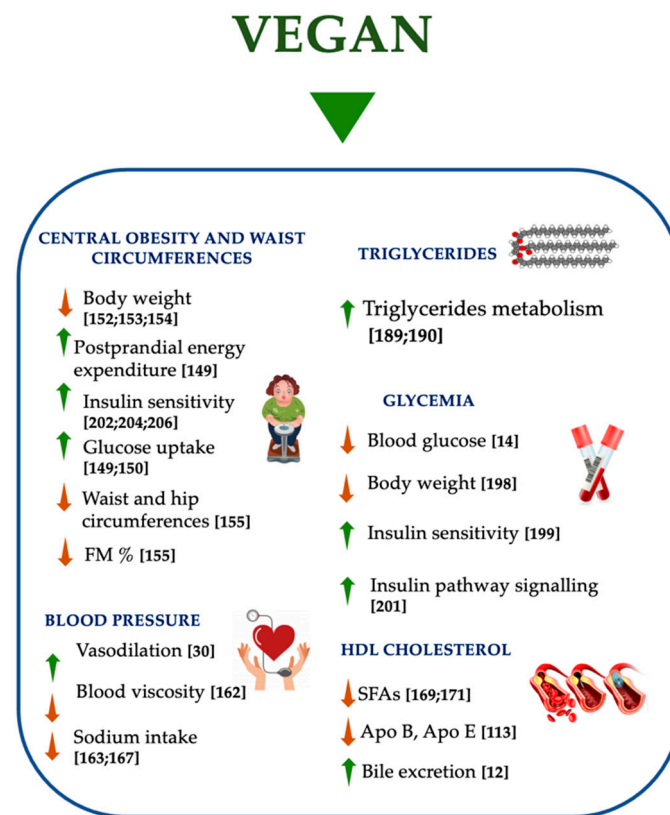 VEGAN
CENTRAL OBESITY AND WAIST
CIRCUMFERENCES
Body weight
[152;153;154]
Postprandial energy
expenditure [149]
Insulin sensitivity
[202;204;206]
Glucose uptake
[149;150]
Waist and hip
circumferences [155]
FM % [155]
BLOOD PRESSURE
Vasodilation [30]
Blood viscosity [162]
Sodium intake
[163;167]
TRIGLYCERIDES
Triglycerides metabolism
[189;190]
GLYCEMIA
Blood glucose [14]
Body weight [198]
Insulin sensitivity [199]
Insulin pathway signalling
[201]
HDL CHOLESTEROL
SFAs [169;171]
Apo B, Apo E [113]
Bile excretion [12]